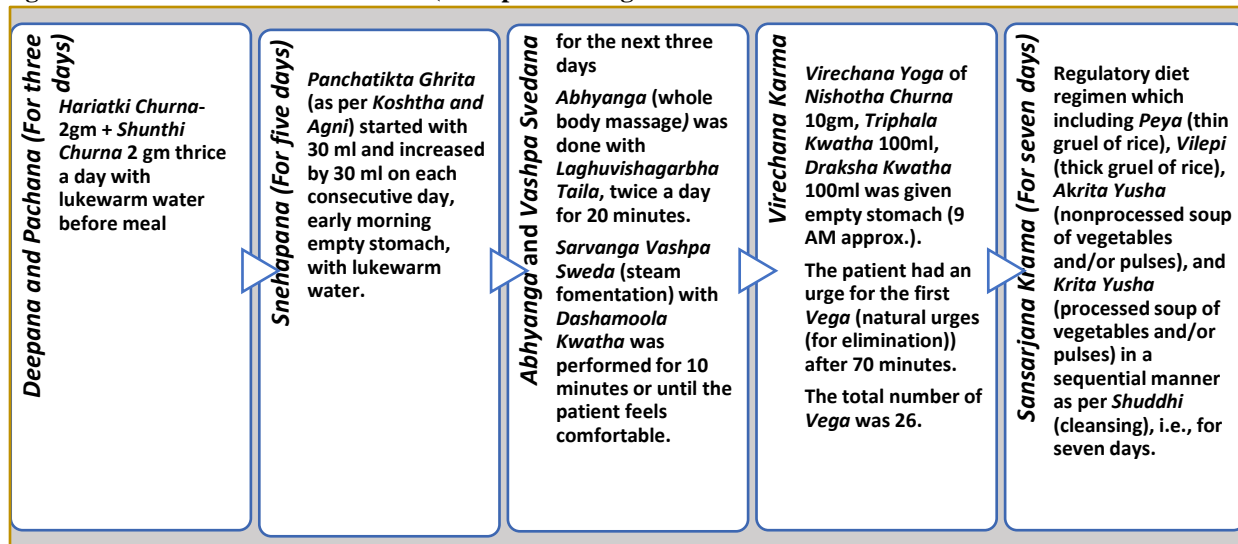 Deepana and Pachana (For three
days)
Hariatki Churna-
2gm + Shunthi
Churna 2 gm thrice
a day with
lukewarm water
before meal
Snehapana (For five days)
Panchatikta Ghrita
(as per Koshtha and
Agni) started with
30 ml and increased
by 30 ml on each
consecutive day,
early morning
empty stomach,
with lukewarm
water.
Abhyanga and Vashpa Svedana
for the next three
days
Abhyanga (whole
body massage) was
done with
Laghuvishagarbha
Taila, twice a day
for 20 minutes.
Sarvanga Vashpa
Sweda (steam
fomentation) with
Dashamoola
Kwatha was
performed for 10
minutes or until the
patient feels
comfortable.
Virechana Karma
Virechana Yoga of
Nishotha Churna
10gm, Triphala
Kwatha 100ml,
Draksha Kwatha
100ml was given
empty stomach (9
AM approx.).
The patient had an
urge for the first
Vega (natural urges
(for elimination))
after 70 minutes.
The total number of
Vega was 26.
Sansarjana Krama (For seven days)
Regulatory diet
regimen which
including Peya (thin
gruel of rice), Vilepi
(thick gruel of rice),
Akrita Yusha
(nonprocessed soup
of vegetables
and/or pulses), and
Krita Yusha
(processed soup of
vegetables and/or
pulses) in a
sequential manner
as per Shuddhi
(cleansing), i.e., for
seven days.